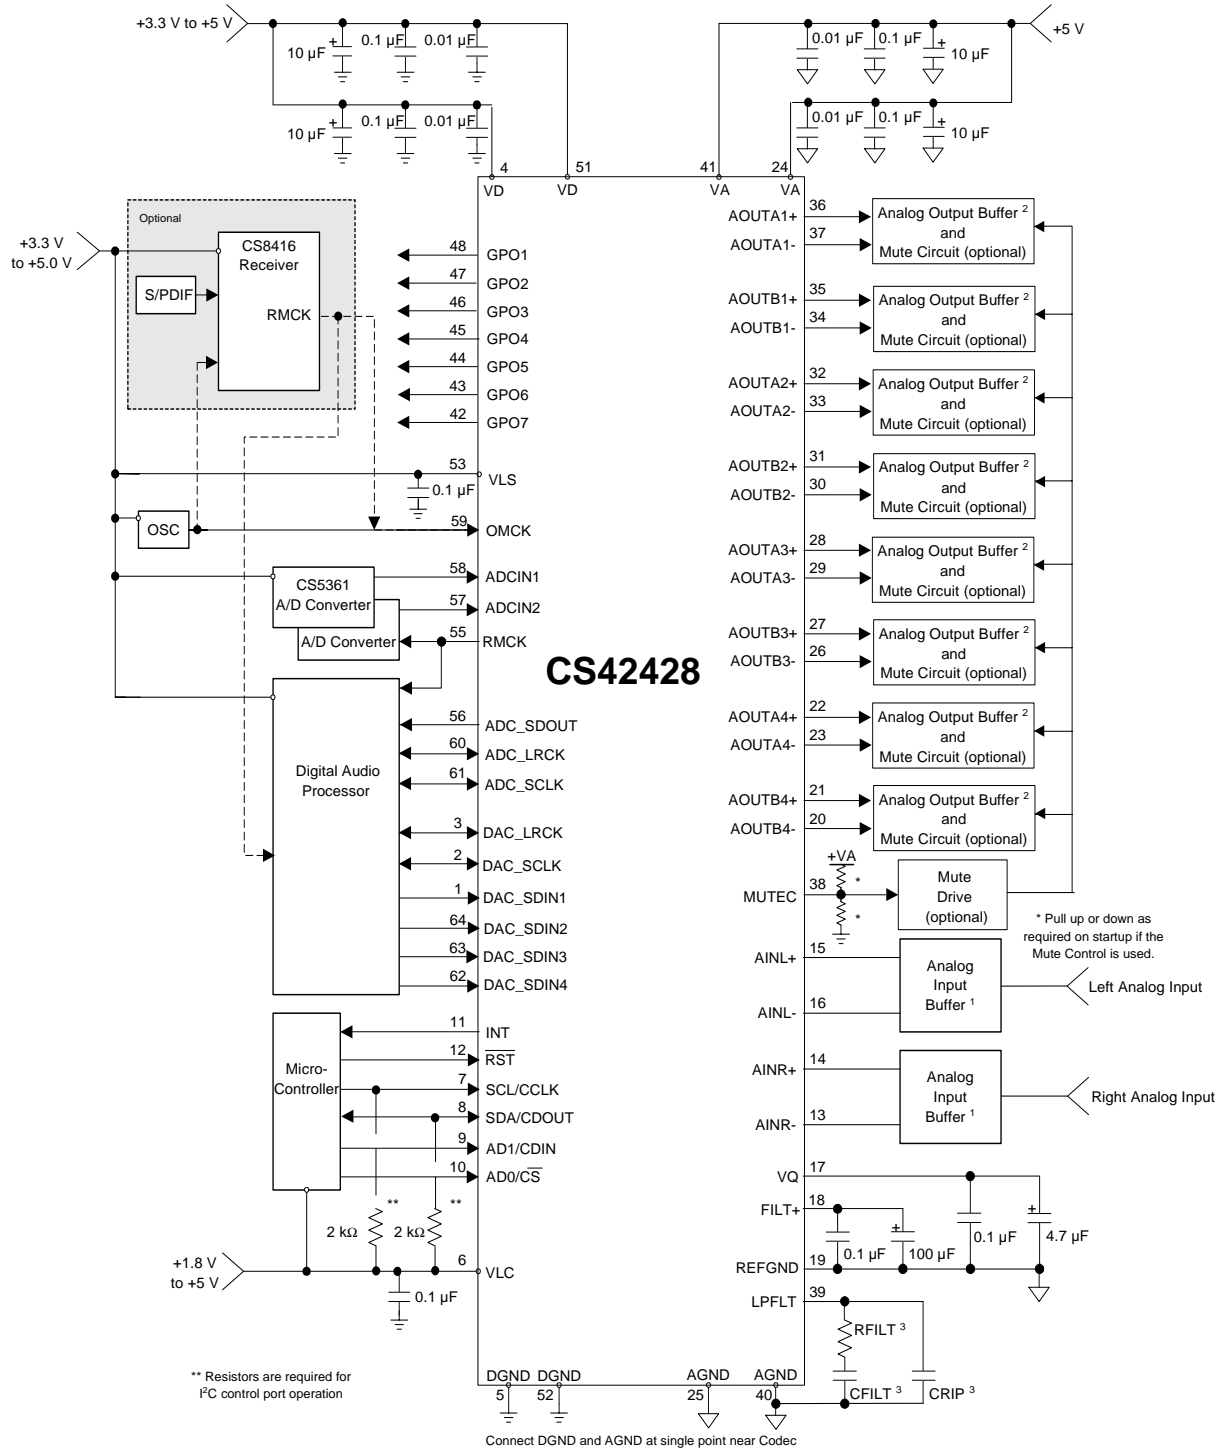 +3.3 V to +5 V
10 µF
0.1 µF
0.01 µF
10 µF
0.1 µF
0.01 µF
+5 V
0.01 µF
0.1 µF
10 µF
0.01 µF
0.1 µF
10 µF
4
VD
51
VD
41
VA
24
VA
Optional
CS8416
Receiver
S/PDIF
RMCK
+3.3 V
to +5.0 V
48
GPO1
47
GPO2
46
GPO3
45
GPO4
44
GPO5
43
GPO6
42
GPO7
53
VLS
0.1 µF
OSC
59
OMCK
CS5361
A/D Converter
A/D Converter
58
ADCIN1
57
ADCIN2
55
RMCK
CS42428
Digital Audio
Processor
56
ADC_SDOUT
60
ADC_LRCK
61
ADC_SCLK
3
DAC_LRCK
2
DAC_SCLK
1
DAC_SDIN1
64
DAC_SDIN2
63
DAC_SDIN3
62
DAC_SDIN4
Micro-
Controller
11
INT
12
RST
7
SCL/CCLK
8
SDA/CDOUT
9
AD1/CDIN
10
AD0/CS
**
**
2 kΩ
2 kΩ
+1.8 V
to +5 V
6
VLC
0.1 µF
** Resistors are required for
I²C control port operation
AOUTA1+
36
AOUTA1-
37
Analog Output Buffer ²
and
Mute Circuit (optional)
AOUTB1+
35
AOUTB1-
34
Analog Output Buffer ²
and
Mute Circuit (optional)
AOUTA2+
32
AOUTA2-
33
Analog Output Buffer ²
and
Mute Circuit (optional)
AOUTB2+
31
AOUTB2-
30
Analog Output Buffer ²
and
Mute Circuit (optional)
AOUTA3+
28
AOUTA3-
29
Analog Output Buffer ²
and
Mute Circuit (optional)
AOUTB3+
27
AOUTB3-
26
Analog Output Buffer ²
and
Mute Circuit (optional)
AOUTA4+
22
AOUTA4-
23
Analog Output Buffer ²
and
Mute Circuit (optional)
AOUTB4+
21
AOUTB4-
20
Analog Output Buffer ²
and
Mute Circuit (optional)
+VA
*
*
MUTEC
38
Mute
Drive
(optional)
* Pull up or down as
required on startup if the
Mute Control is used.
AINL+
15
AINL-
16
Analog
Input
Buffer ¹
Left Analog Input
AINR+
14
AINR-
13
Analog
Input
Buffer ¹
Right Analog Input
VQ
17
FILT+
18
0.1 µF
100 µF
0.1 µF
4.7 µF
REFGND
19
LPFLT
39
RFILT ³
CFILT ³
CRIP ³
DGND
5
DGND
52
AGND
25
AGND
40
Connect DGND and AGND at single point near Codec